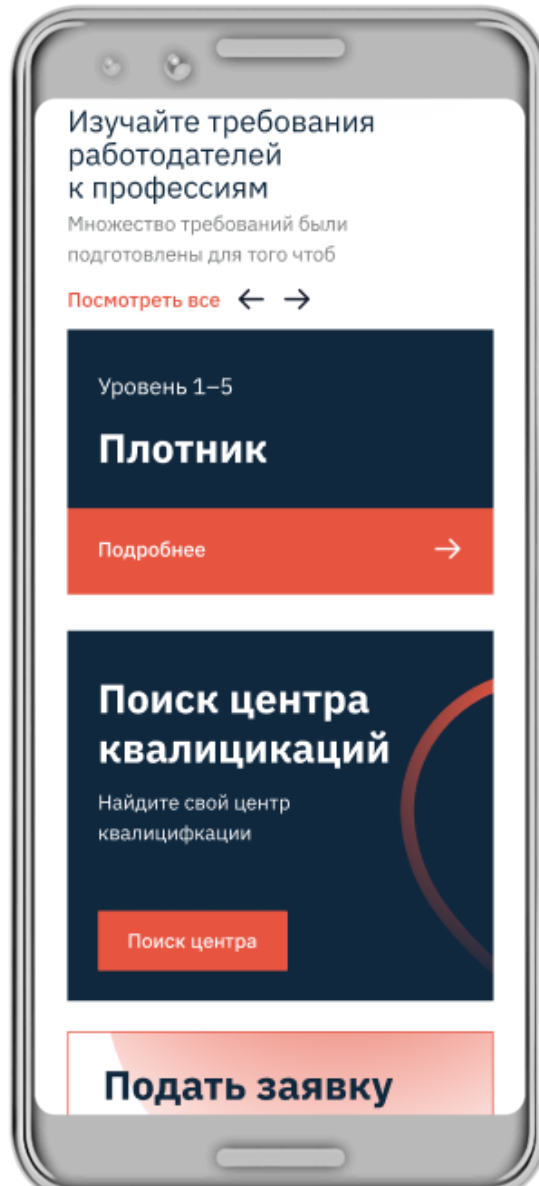 Изучайте требования
работодателей
к профессиям
Множество требований были
подготовлены для того чтоб
Посмотреть все
Уровень 1–5
Плотник
Подробнее
Поиск центра
квалицикаций
Найдите свой центр
квалицифкации
Поиск центра
Подать заявку